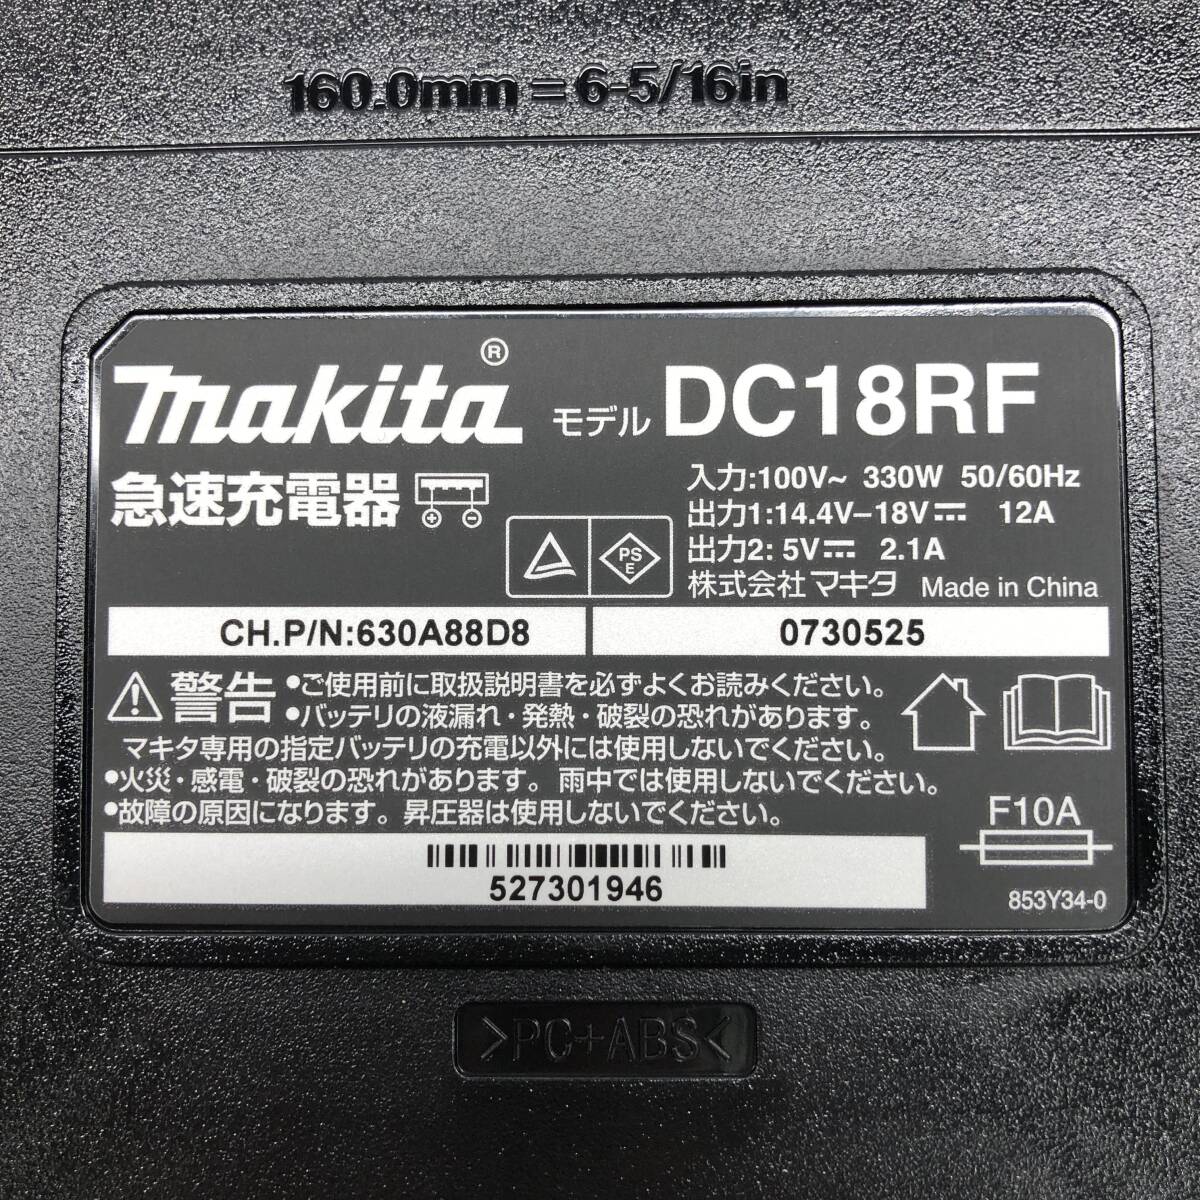 160.0mm = 6-5/16in
makita® モデル DC18RF
急速充電器
入力:100V~ 330W 50/60Hz
出力1:14.4V–18V⎓ 12A
出力2: 5V⎓ 2.1A
PS
E
株式会社 マキタ Made in China
CH.P/N:630A88D8 0730525
⚠警告 •ご使用前に取扱説明書を必ずよくお読みください。
•バッテリの液漏れ・発熱・破裂の恐れがあります。
マキタ専用の指定バッテリの充電以外には使用しないでください。
•火災・感電・破裂の恐れがあります。雨中では使用しないでください。
•故障の原因になります。昇圧器は使用しないでください。
F10A
527301946
853Y34-0
>PC+ABS<